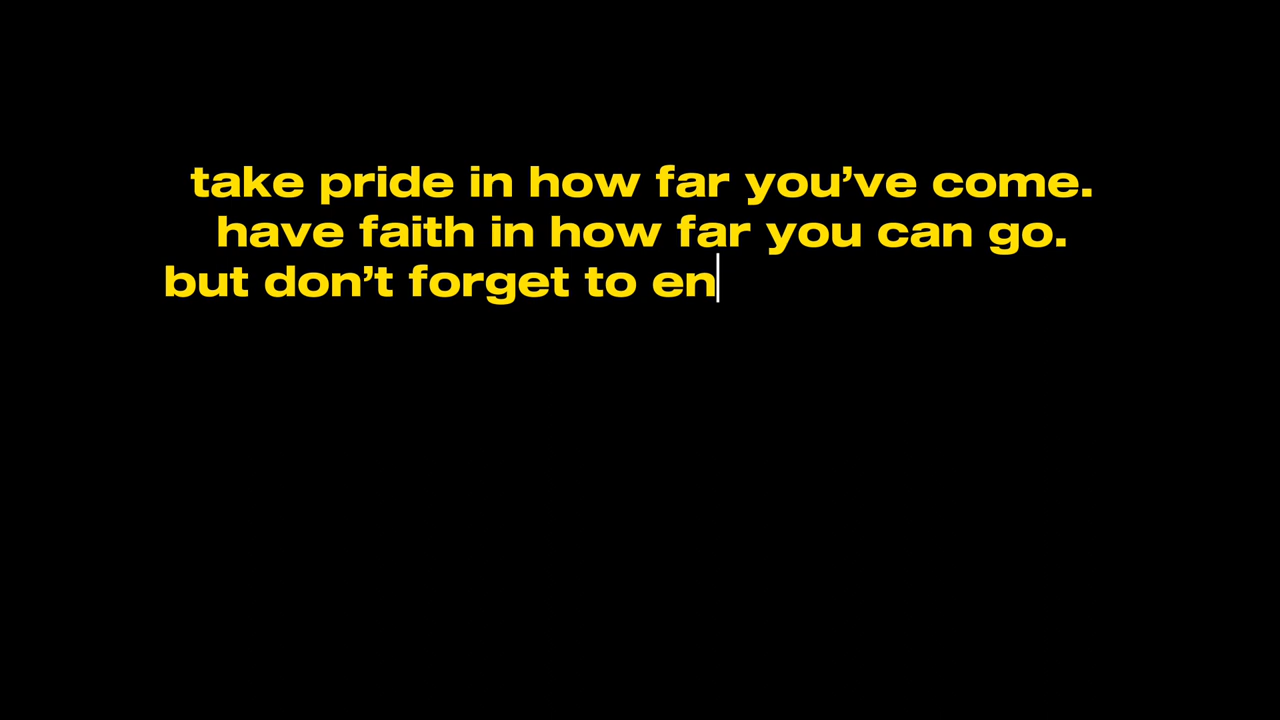 take pride in how far you’ve come.
have faith in how far you can go.
but don’t forget to en